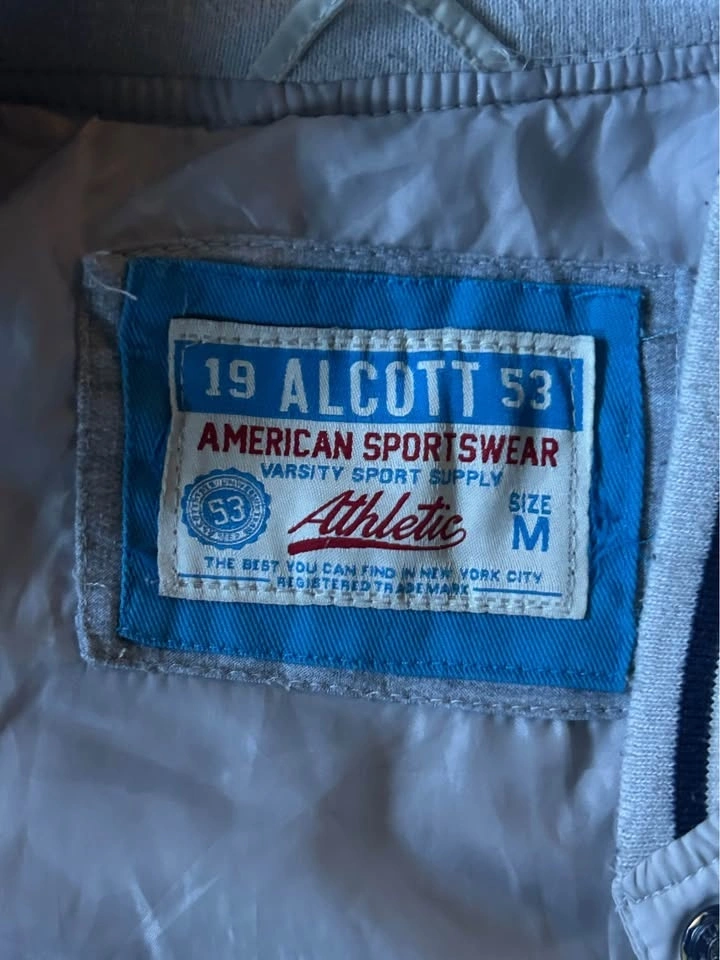 19 ALCOTT 53
AMERICAN SPORTSWEAR
VARSITY SPORT SUPPLY
53
Athletic
SIZE
M
THE BEST YOU CAN FIND IN NEW YORK CITY
REGISTERED TRADEMARK